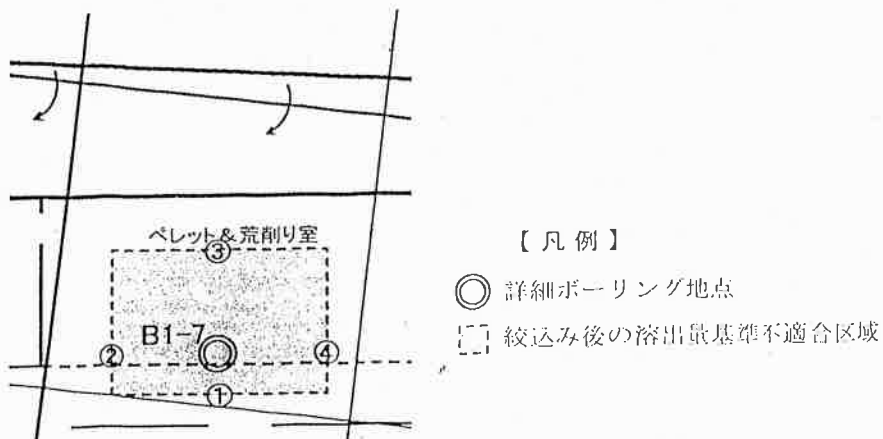 ペレット&荒削り室
③
B1-7
②
④
①
【凡例】
詳細ボーリング地点
絞込み後の溶出量基準不適合区域